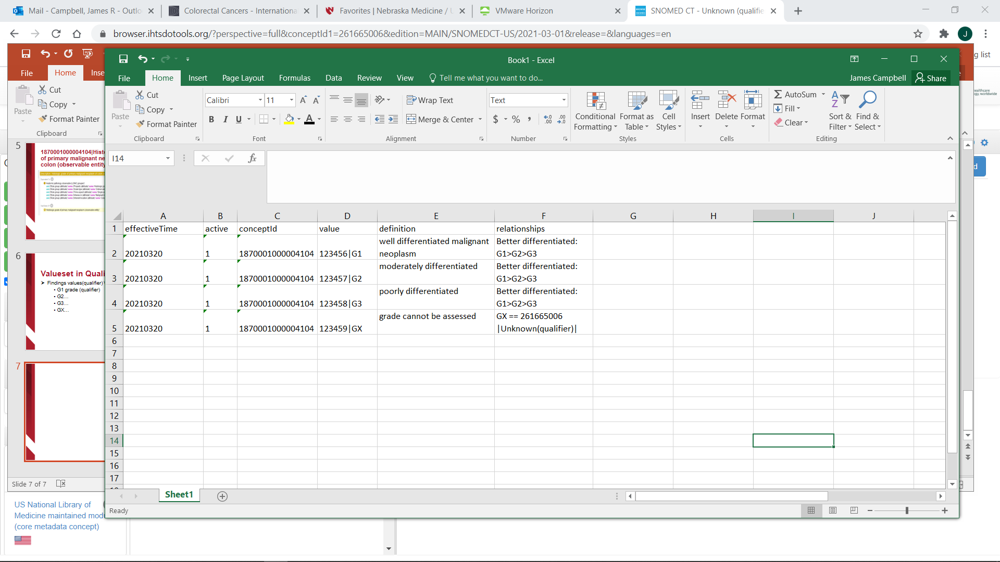 Mail - Campbell, James R - Outlo
Colorectal Cancers - Internationa
Favorites | Nebraska Medicine / U
VMware Horizon
SNOMED CT - Unknown (qualifie
browser.ihtsdotools.org/?perspective=full&conceptId1=261665006&edition=MAIN/SNOMEDCT-US/2021-03-01&release=&languages=en
J
g list
Book1 - Excel
File Home Inse
File Home Insert Page Layout Formulas Data Review View Tell me what you want to do...
James Campbell Share
Paste
Cut
Copy
Format Painter
Clipboard
Paste
Cut
Copy
Format Painter
Clipboard
Calibri 11
B I U
Font
Wrap Text
Merge & Center
Alignment
Text
$ % ,
Number
Conditional Formatting
Format as Table
Cell Styles
Styles
Insert Delete Format
Cells
AutoSum
Fill
Clear
Sort & Filter
Find & Select
Editing
I14
fx
5
1870001000004104|Histo
of primary malignant ne
colon (observable entity
6
Valueset in Quali
Findings values(qualifier)
G1 grade (qualifier)
G2...
G3...
GX...
7
Slide 7 of 7
A B C D E F G H I J
1 effectiveTime active conceptId value definition relationships
well differentiated malignant Better differentiated:
2 20210320 1 1870001000004104 123456|G1 neoplasm G1>G2>G3
moderately differentiated Better differentiated:
3 20210320 1 1870001000004104 123457|G2 G1>G2>G3
poorly differentiated Better differentiated:
4 20210320 1 1870001000004104 123458|G3 G1>G2>G3
grade cannot be assessed GX == 261665006
5 20210320 1 1870001000004104 123459|GX |Unknown(qualifier)|
6
7
8
9
10
11
12
13
14
15
16
17
Sheet1
Ready
US National Library of
Medicine maintained modu
(core metadata concept)